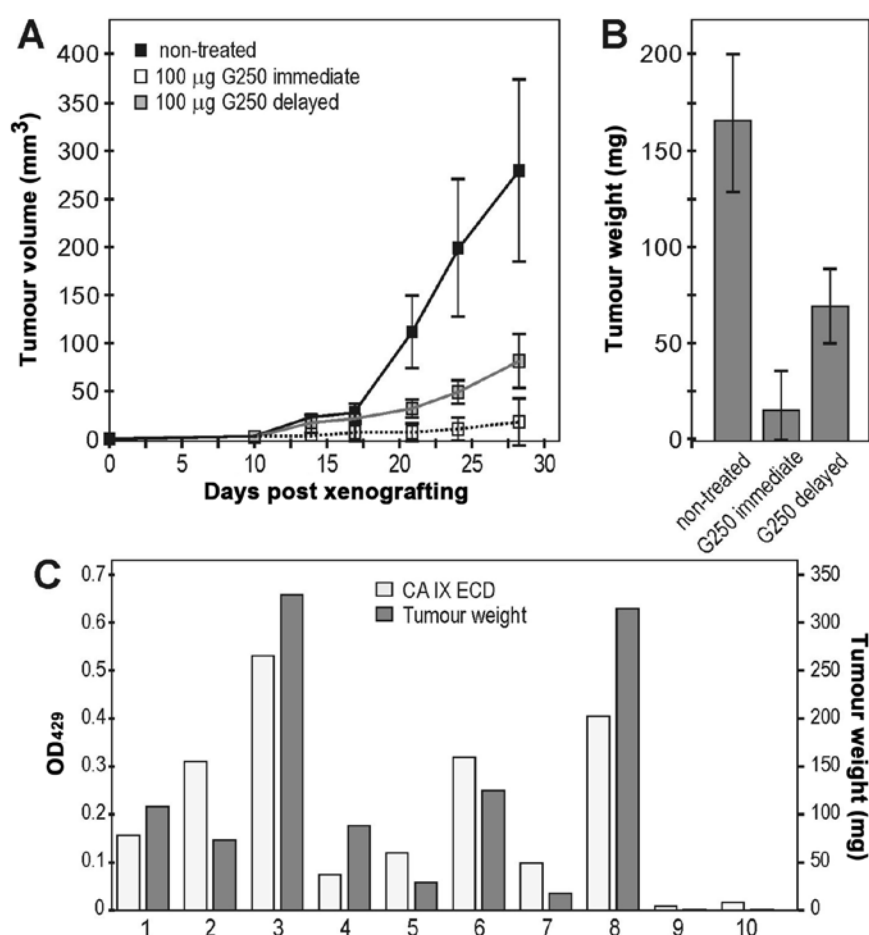 A
non-treated
100 μg G250 immediate
100 μg G250 delayed
Tumour volume (mm³)
400
350
300
250
200
150
100
50
0
0 5 10 15 20 25 30
Days post xenografting
B
Tumour weight (mg)
200
150
100
50
0
non-treated
G250 immediate
G250 delayed
C
CA IX ECD
Tumour weight
OD429
0.7
0.6
0.5
0.4
0.3
0.2
0.1
0
350
300
250
200
150
100
50
0
Tumour weight (mg)
1 2 3 4 5 6 7 8 9 10